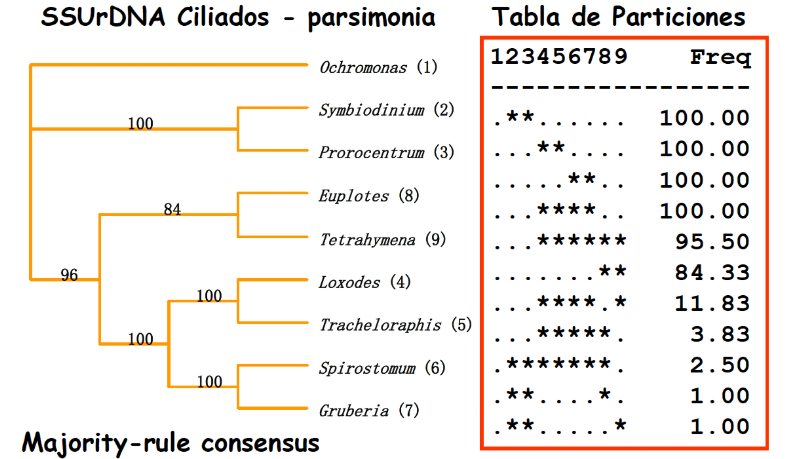 SSUrDNA Ciliados - parsimonia
Ochromonas (1)
Symbiodinium (2)
100
Prorocentrum (3)
Euplotes (8)
84
Tetrahymena (9)
96
Loxodes (4)
100
Tracheloraphis (5)
100
Spirostomum (6)
100
Gruberia (7)
Majority-rule consensus
Tabla de Particiones
123456789 Freq
-----------------
.**...... 100.00
...**.... 100.00
.....**.. 100.00
...****.. 100.00
...****** 95.50
.......** 84.33
...****.* 11.83
...*****. 3.83
.*******. 2.50
.**....*. 1.00
.**.....* 1.00